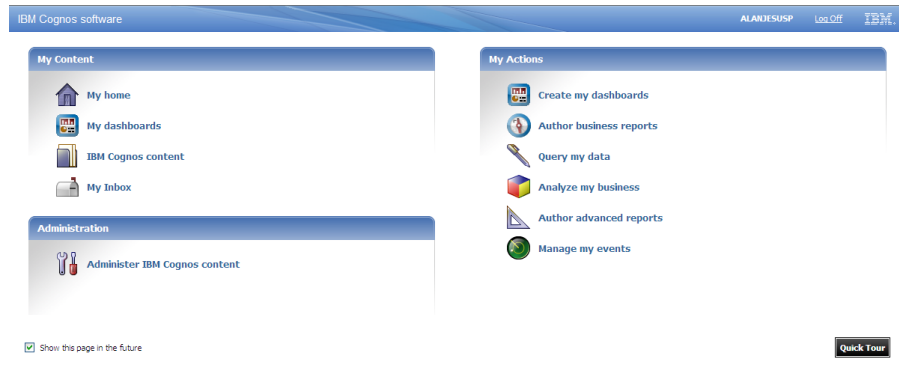 IBM Cognos software
ALANJESUSP Log Off IBM.
My Content
My home
My dashboards
IBM Cognos content
My Inbox
Administration
Administer IBM Cognos content
My Actions
Create my dashboards
Author business reports
Query my data
Analyze my business
Author advanced reports
Manage my events
Show this page in the future
Quick Tour